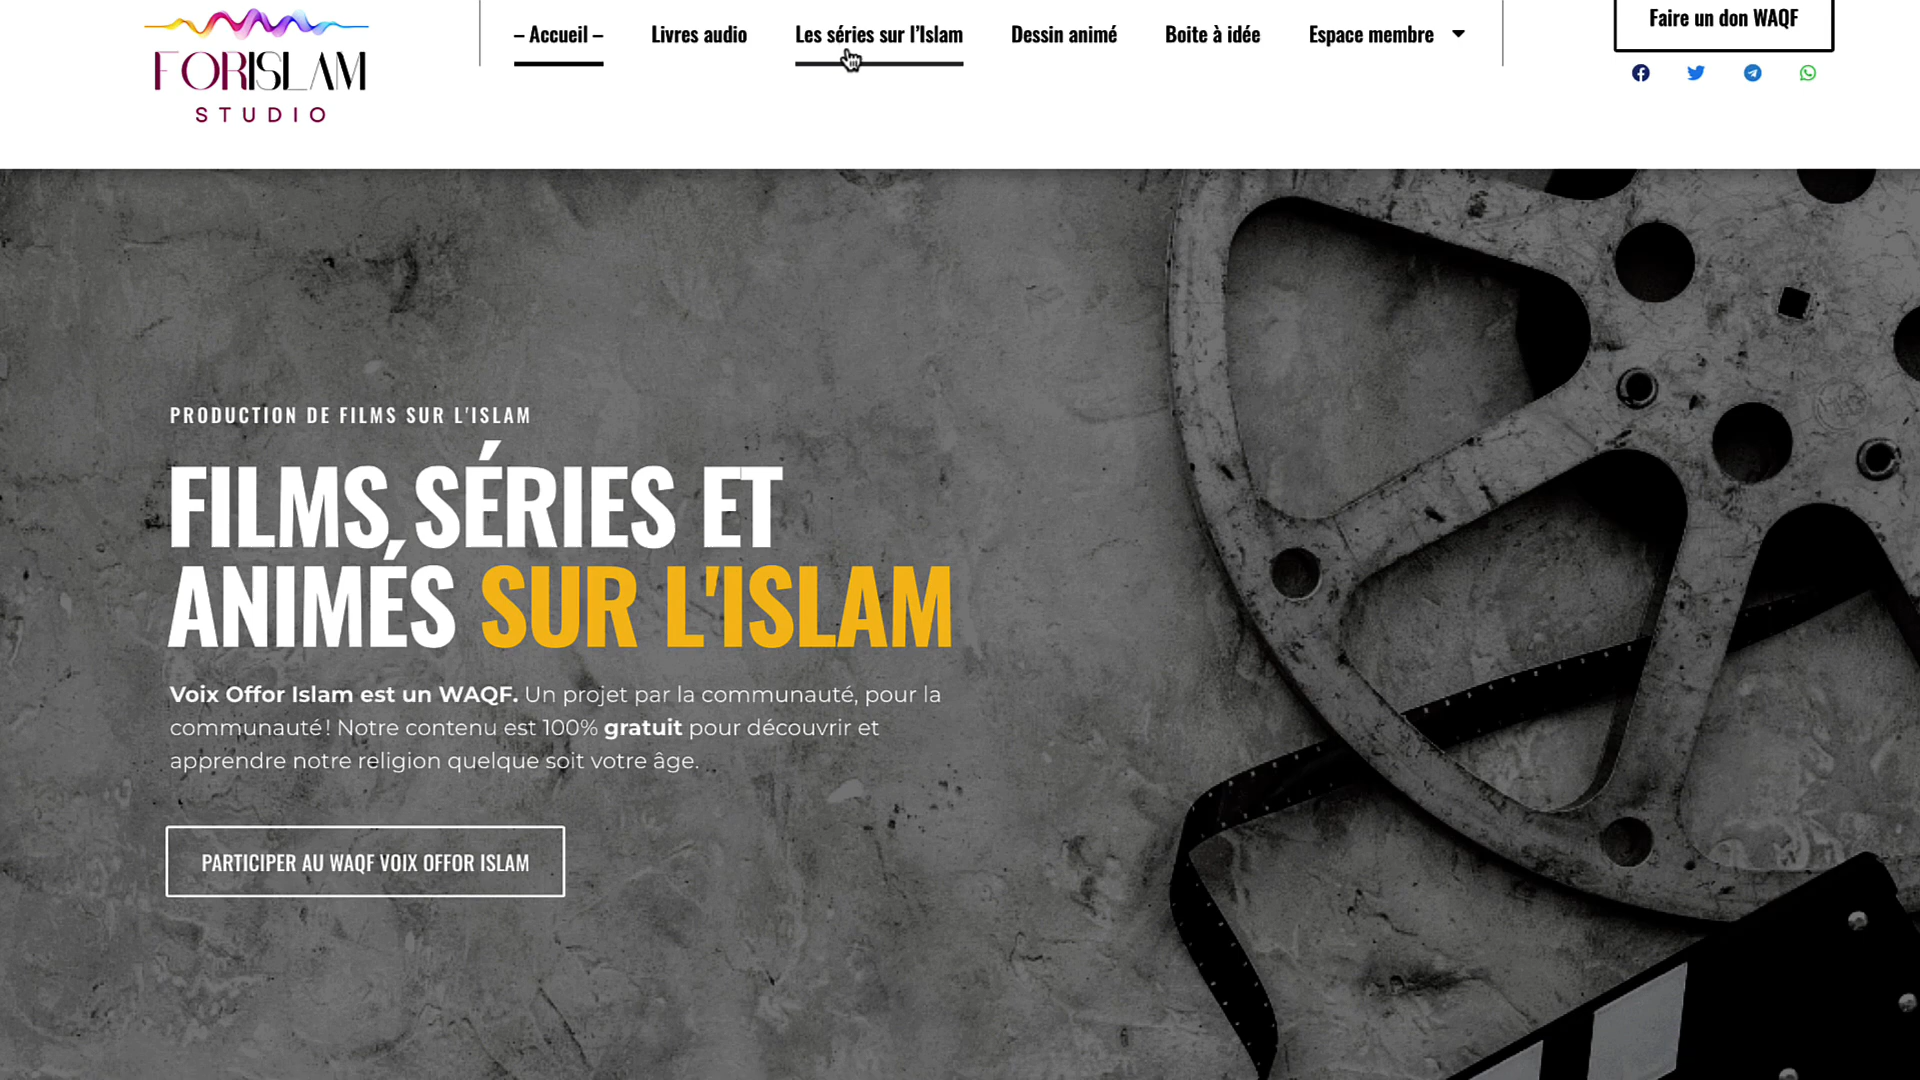 FORISLAM
STUDIO
– Accueil –
Livres audio
Les séries sur l'Islam
Dessin animé
Boite à idée
Espace membre
Faire un don WAQF
PRODUCTION DE FILMS SUR L'ISLAM
FILMS, SÉRIES ET
ANIMÉS SUR L'ISLAM
Voix Offor Islam est un WAQF. Un projet par la communauté, pour la
communauté! Notre contenu est 100% gratuit pour découvrir et
apprendre notre religion quelque soit votre âge.
PARTICIPER AU WAQF VOIX OFFOR ISLAM